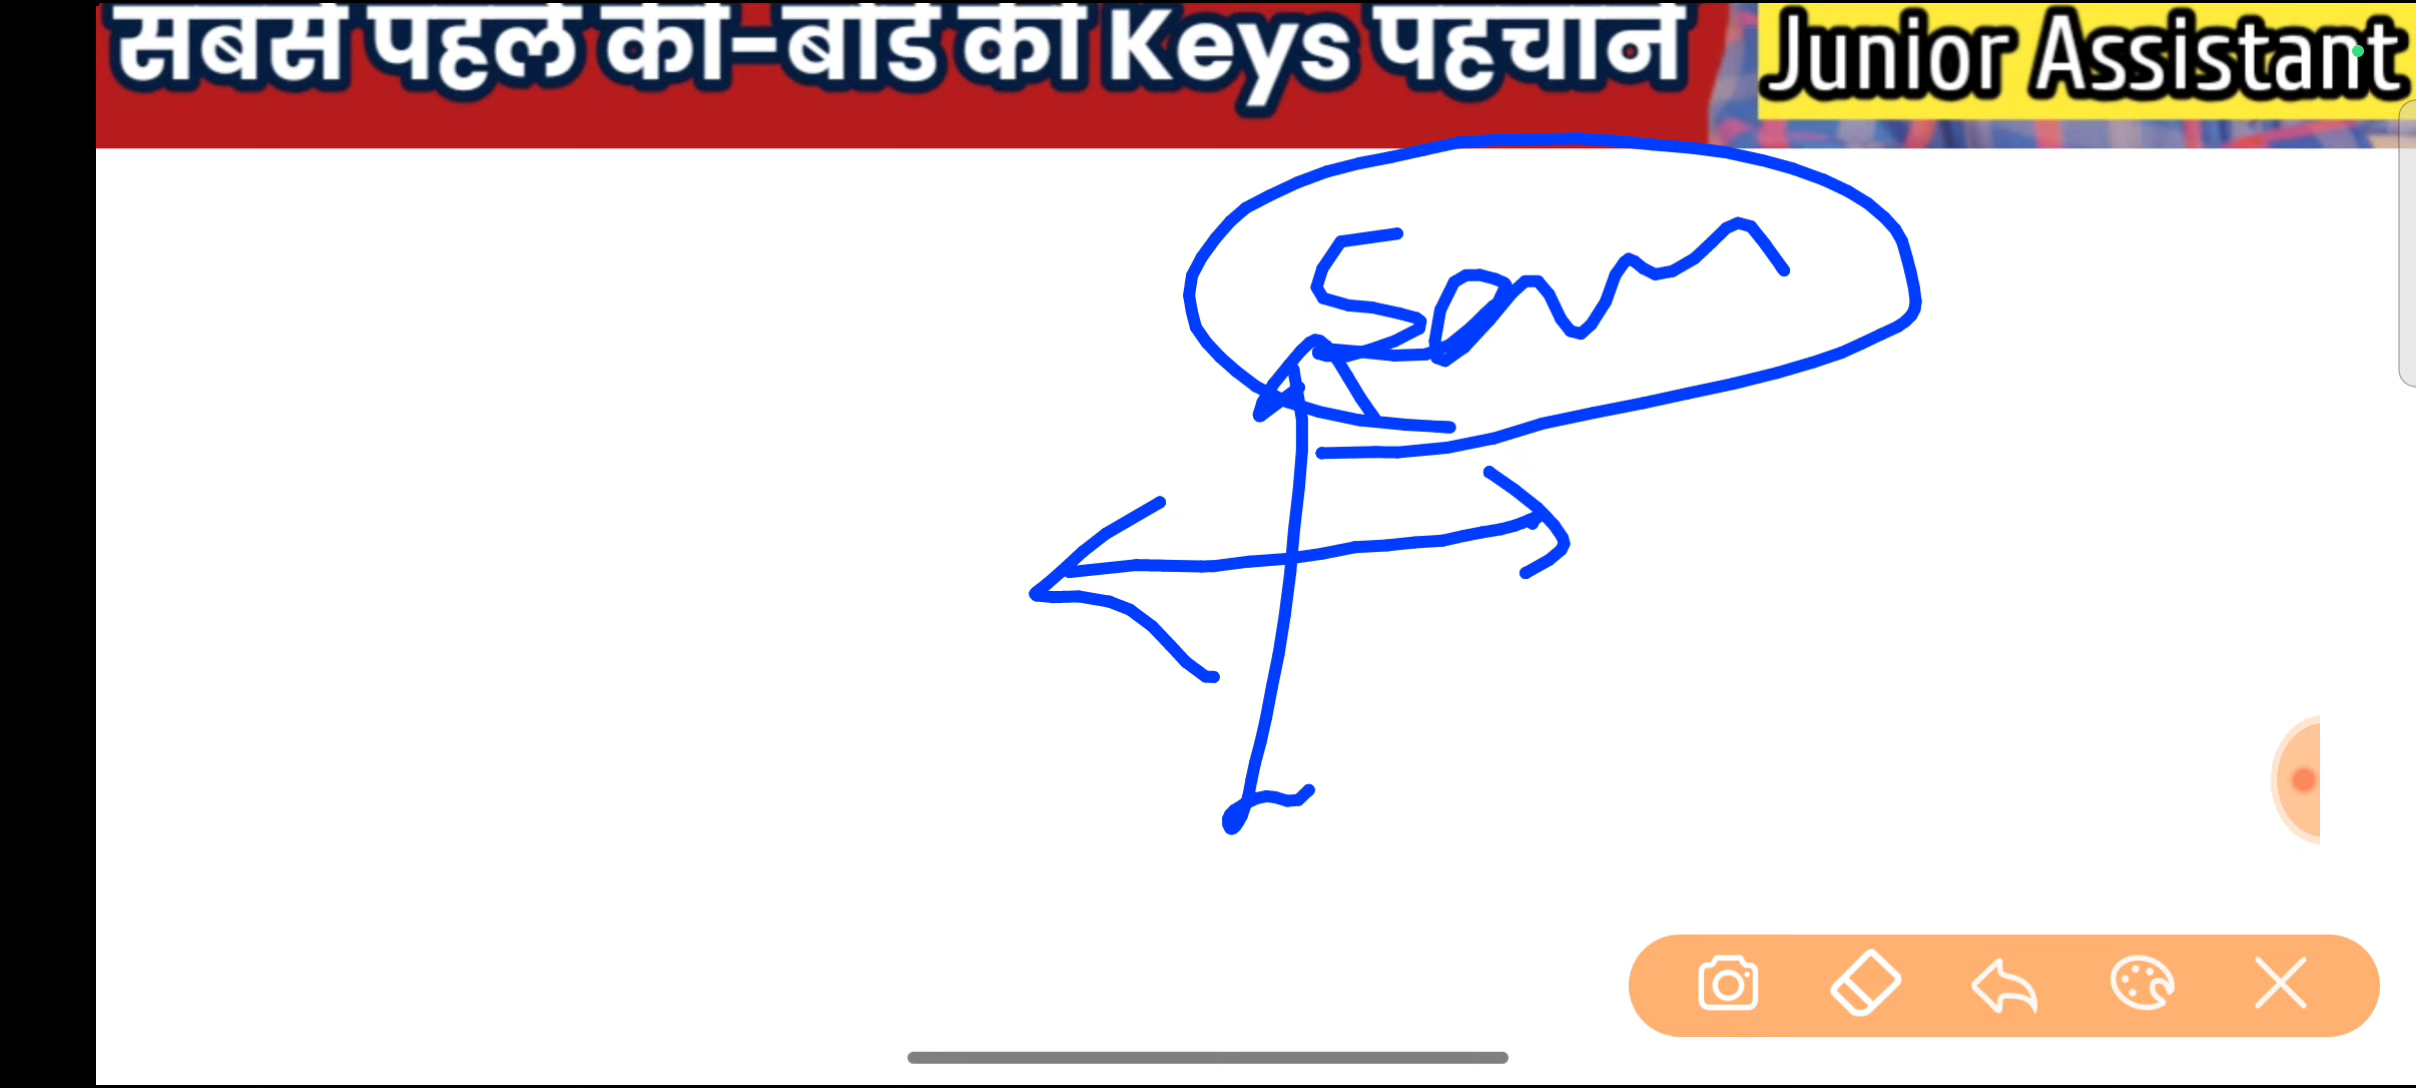 सबसे पहले की-बोर्ड की Keys पहचानें
Junior Assistant